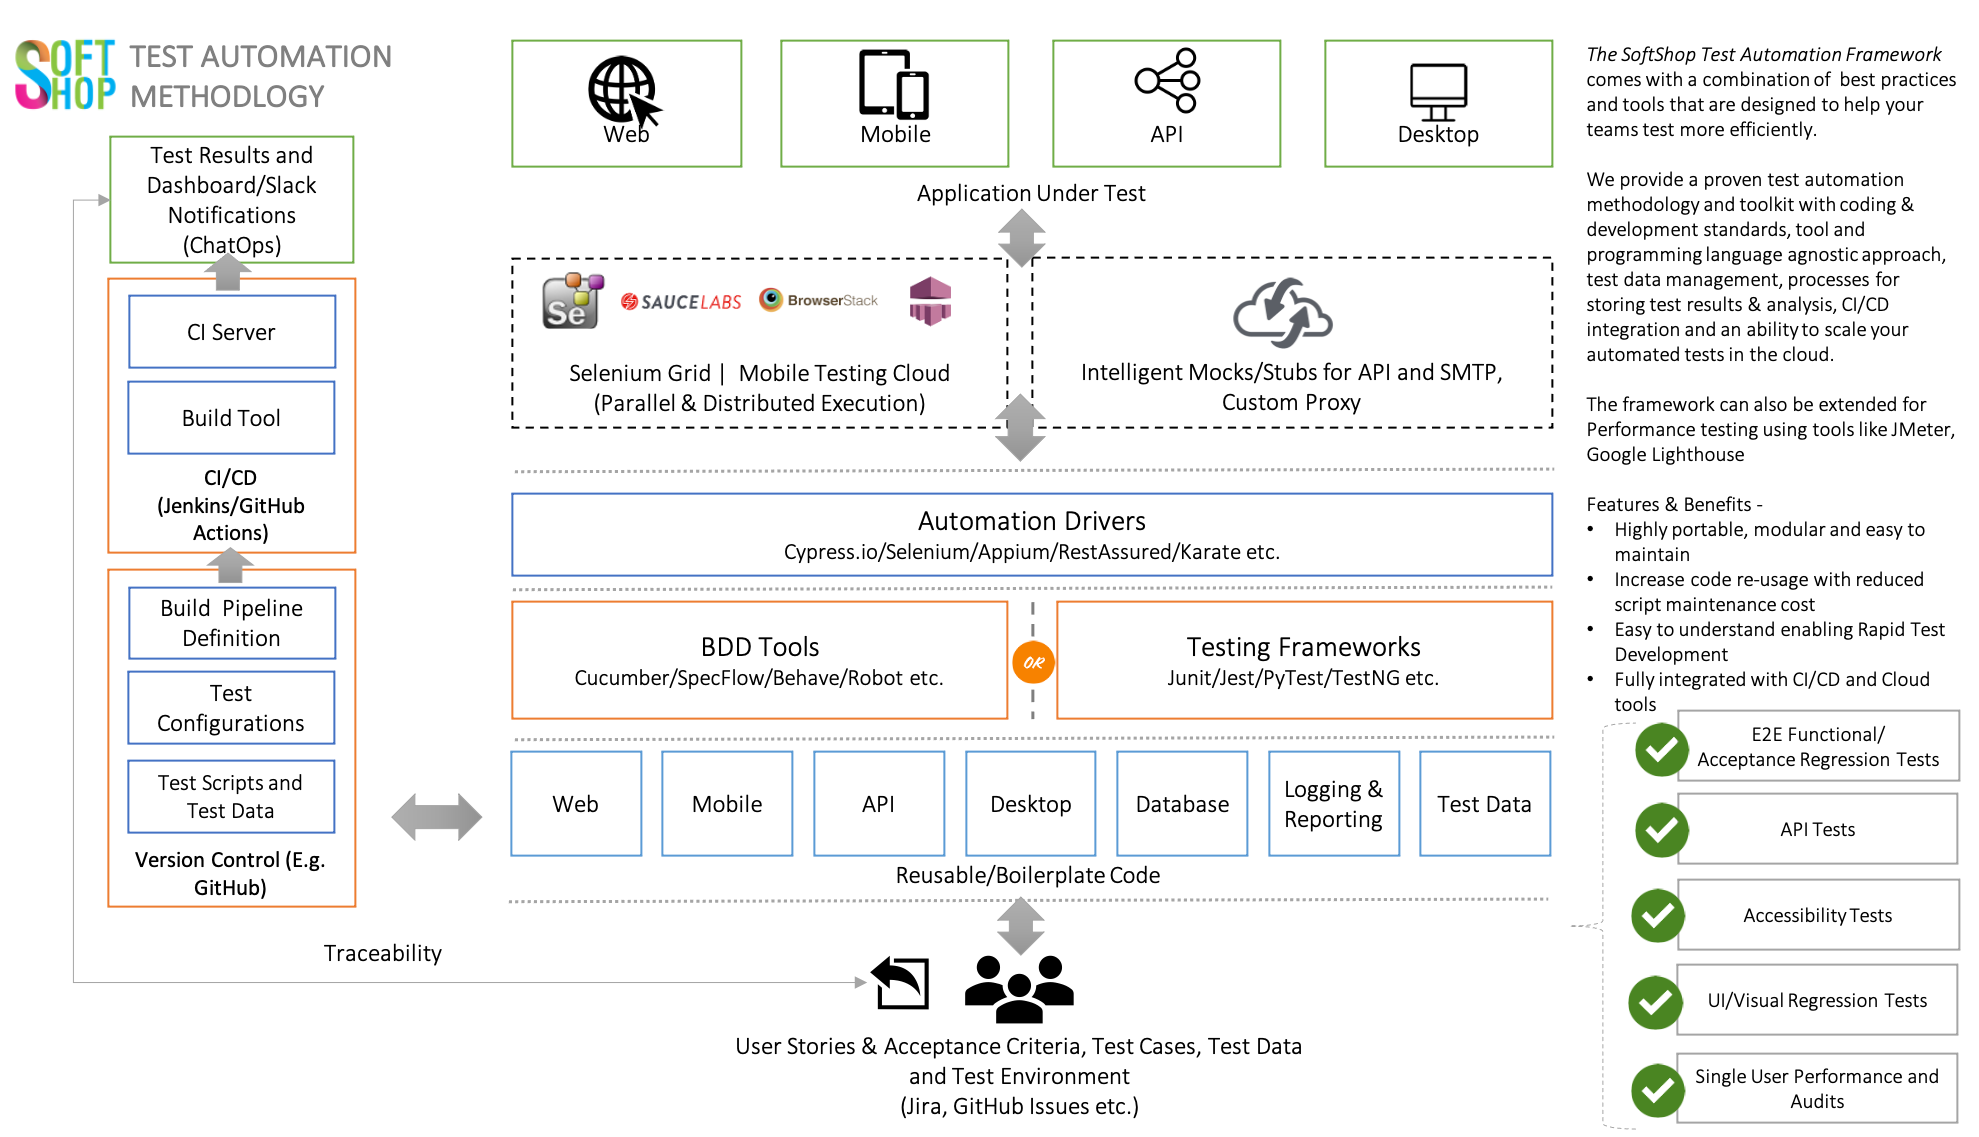 SOFT
SHOP
TEST AUTOMATION
METHODLOGY
Test Results and
Dashboard/Slack
Notifications
(ChatOps)
CI Server
Build Tool
CI/CD
(Jenkins/GitHub
Actions)
Build Pipeline
Definition
Test
Configurations
Test Scripts and
Test Data
Version Control (E.g.
GitHub)
Traceability
Web
Mobile
API
Desktop
Application Under Test
Se
SAUCELABS
BrowserStack
Selenium Grid | Mobile Testing Cloud
(Parallel & Distributed Execution)
Intelligent Mocks/Stubs for API and SMTP,
Custom Proxy
Automation Drivers
Cypress.io/Selenium/Appium/RestAssured/Karate etc.
BDD Tools
Cucumber/SpecFlow/Behave/Robot etc.
OR
Testing Frameworks
Junit/Jest/PyTest/TestNG etc.
Web
Mobile
API
Desktop
Database
Logging &
Reporting
Test Data
Reusable/Boilerplate Code
User Stories & Acceptance Criteria, Test Cases, Test Data
and Test Environment
(Jira, GitHub Issues etc.)
The SoftShop Test Automation Framework
comes with a combination of best practices
and tools that are designed to help your
teams test more efficiently.
We provide a proven test automation
methodology and toolkit with coding &
development standards, tool and
programming language agnostic approach,
test data management, processes for
storing test results & analysis, CI/CD
integration and an ability to scale your
automated tests in the cloud.
The framework can also be extended for
Performance testing using tools like JMeter,
Google Lighthouse
Features & Benefits -
• Highly portable, modular and easy to
maintain
• Increase code re-usage with reduced
script maintenance cost
• Easy to understand enabling Rapid Test
Development
• Fully integrated with CI/CD and Cloud
tools
E2E Functional/
Acceptance Regression Tests
API Tests
Accessibility Tests
UI/Visual Regression Tests
Single User Performance and
Audits